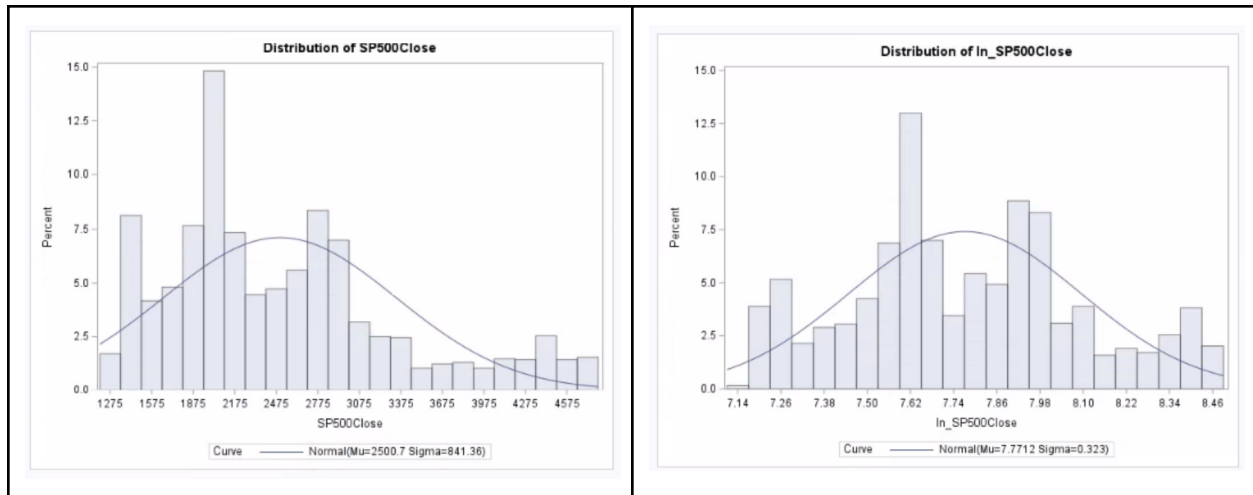 Distribution of SP500Close
15.0
12.5
10.0
7.5
5.0
2.5
0.0
Percent
1275 1575 1875 2175 2475 2775 3075 3375 3675 3975 4275 4575
SP500Close
Curve Normal(Mu=2500.7 Sigma=841.36)
Distribution of ln_SP500Close
15.0
12.5
10.0
7.5
5.0
2.5
0.0
Percent
7.14 7.26 7.38 7.50 7.62 7.74 7.86 7.98 8.10 8.22 8.34 8.46
ln_SP500Close
Curve Normal(Mu=7.7712 Sigma=0.323)